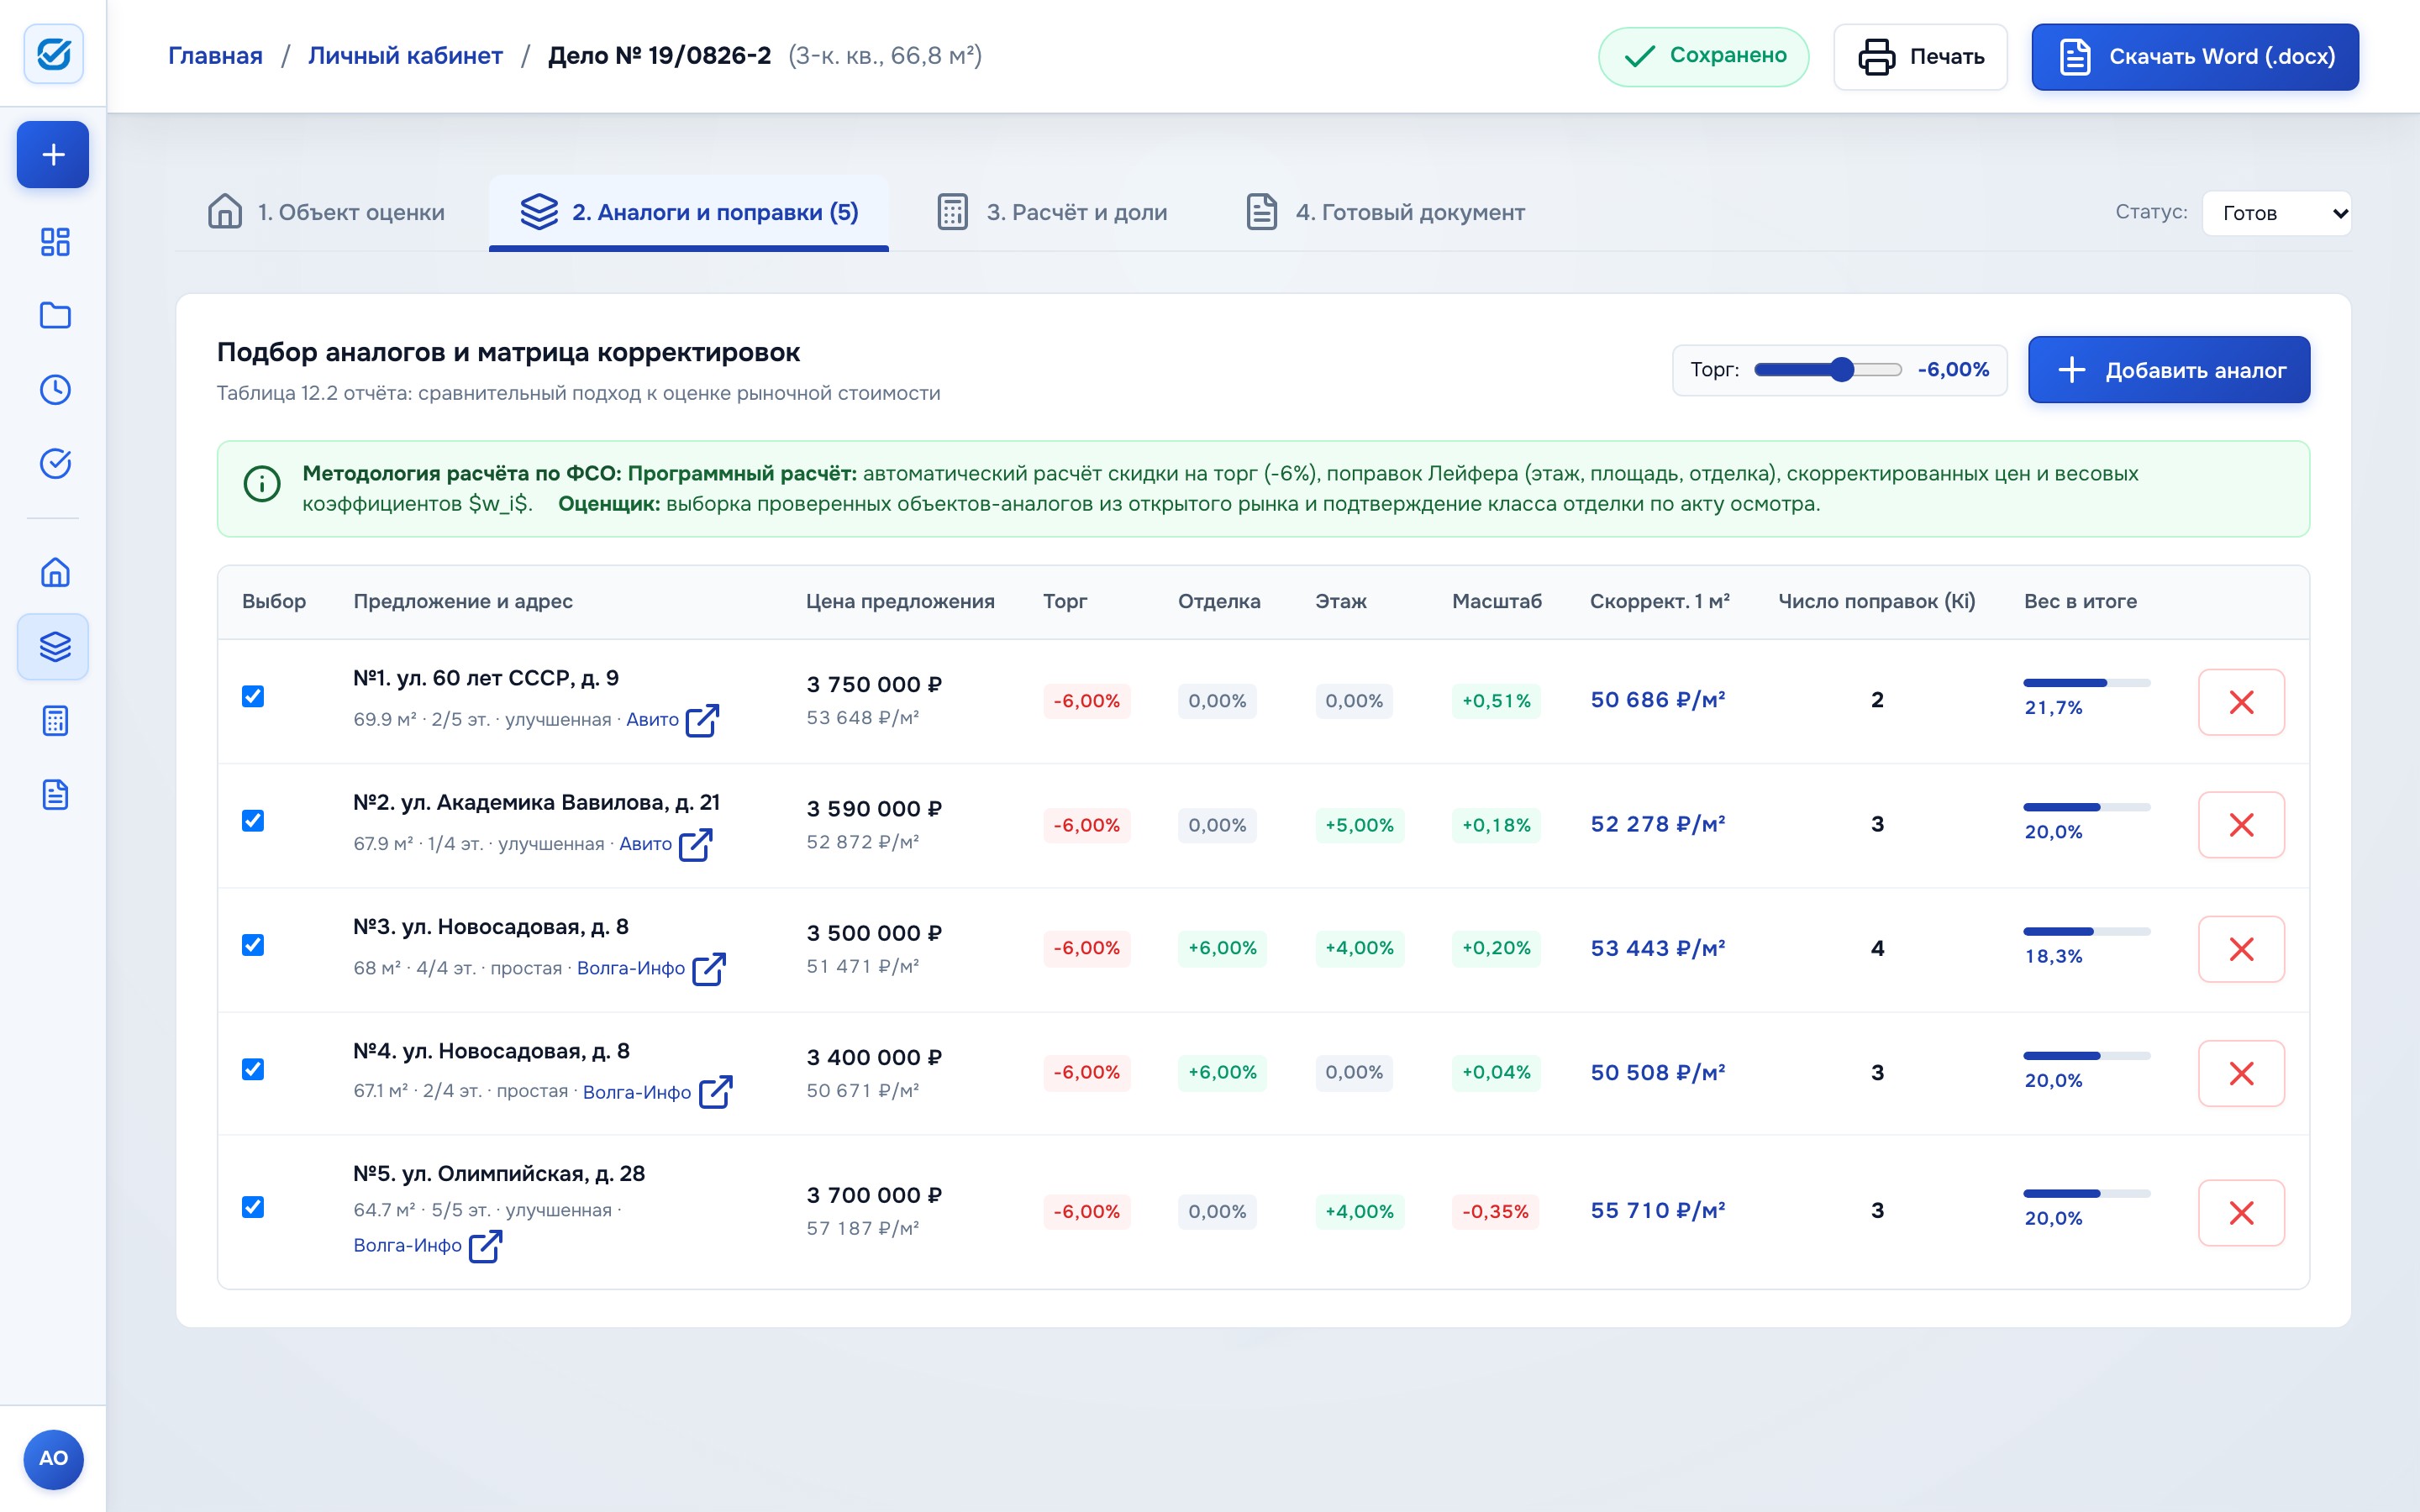 Главная / Личный кабинет / Дело № 19/0826-2 (3-к. кв., 66,8 м²)
Сохранено
Печать
Скачать Word (.docx)
1. Объект оценки
2. Аналоги и поправки (5)
3. Расчёт и доли
4. Готовый документ
Статус: Готов
Подбор аналогов и матрица корректировок
Таблица 12.2 отчёта: сравнительный подход к оценке рыночной стоимости
Торг: -6,00%
Добавить аналог
Методология расчёта по ФСО: Программный расчёт: автоматический расчёт скидки на торг (-6%), поправок Лейфера (этаж, площадь, отделка), скорректированных цен и весовых
коэффициентов $w_i$. Оценщик: выборка проверенных объектов-аналогов из открытого рынка и подтверждение класса отделки по акту осмотра.
Выбор Предложение и адрес Цена предложения Торг Отделка Этаж Масштаб Скоррект. 1 м² Число поправок (Ki) Вес в итоге
№1. ул. 60 лет СССР, д. 9
69.9 м² · 2/5 эт. · улучшенная · Авито
3 750 000 ₽
53 648 ₽/м²
-6,00% 0,00% 0,00% +0,51% 50 686 ₽/м² 2 21,7%
№2. ул. Академика Вавилова, д. 21
67.9 м² · 1/4 эт. · улучшенная · Авито
3 590 000 ₽
52 872 ₽/м²
-6,00% 0,00% +5,00% +0,18% 52 278 ₽/м² 3 20,0%
№3. ул. Новосадовая, д. 8
68 м² · 4/4 эт. · простая · Волга-Инфо
3 500 000 ₽
51 471 ₽/м²
-6,00% +6,00% +4,00% +0,20% 53 443 ₽/м² 4 18,3%
№4. ул. Новосадовая, д. 8
67.1 м² · 2/4 эт. · простая · Волга-Инфо
3 400 000 ₽
50 671 ₽/м²
-6,00% +6,00% 0,00% +0,04% 50 508 ₽/м² 3 20,0%
№5. ул. Олимпийская, д. 28
64.7 м² · 5/5 эт. · улучшенная ·
Волга-Инфо
3 700 000 ₽
57 187 ₽/м²
-6,00% 0,00% +4,00% -0,35% 55 710 ₽/м² 3 20,0%
АО